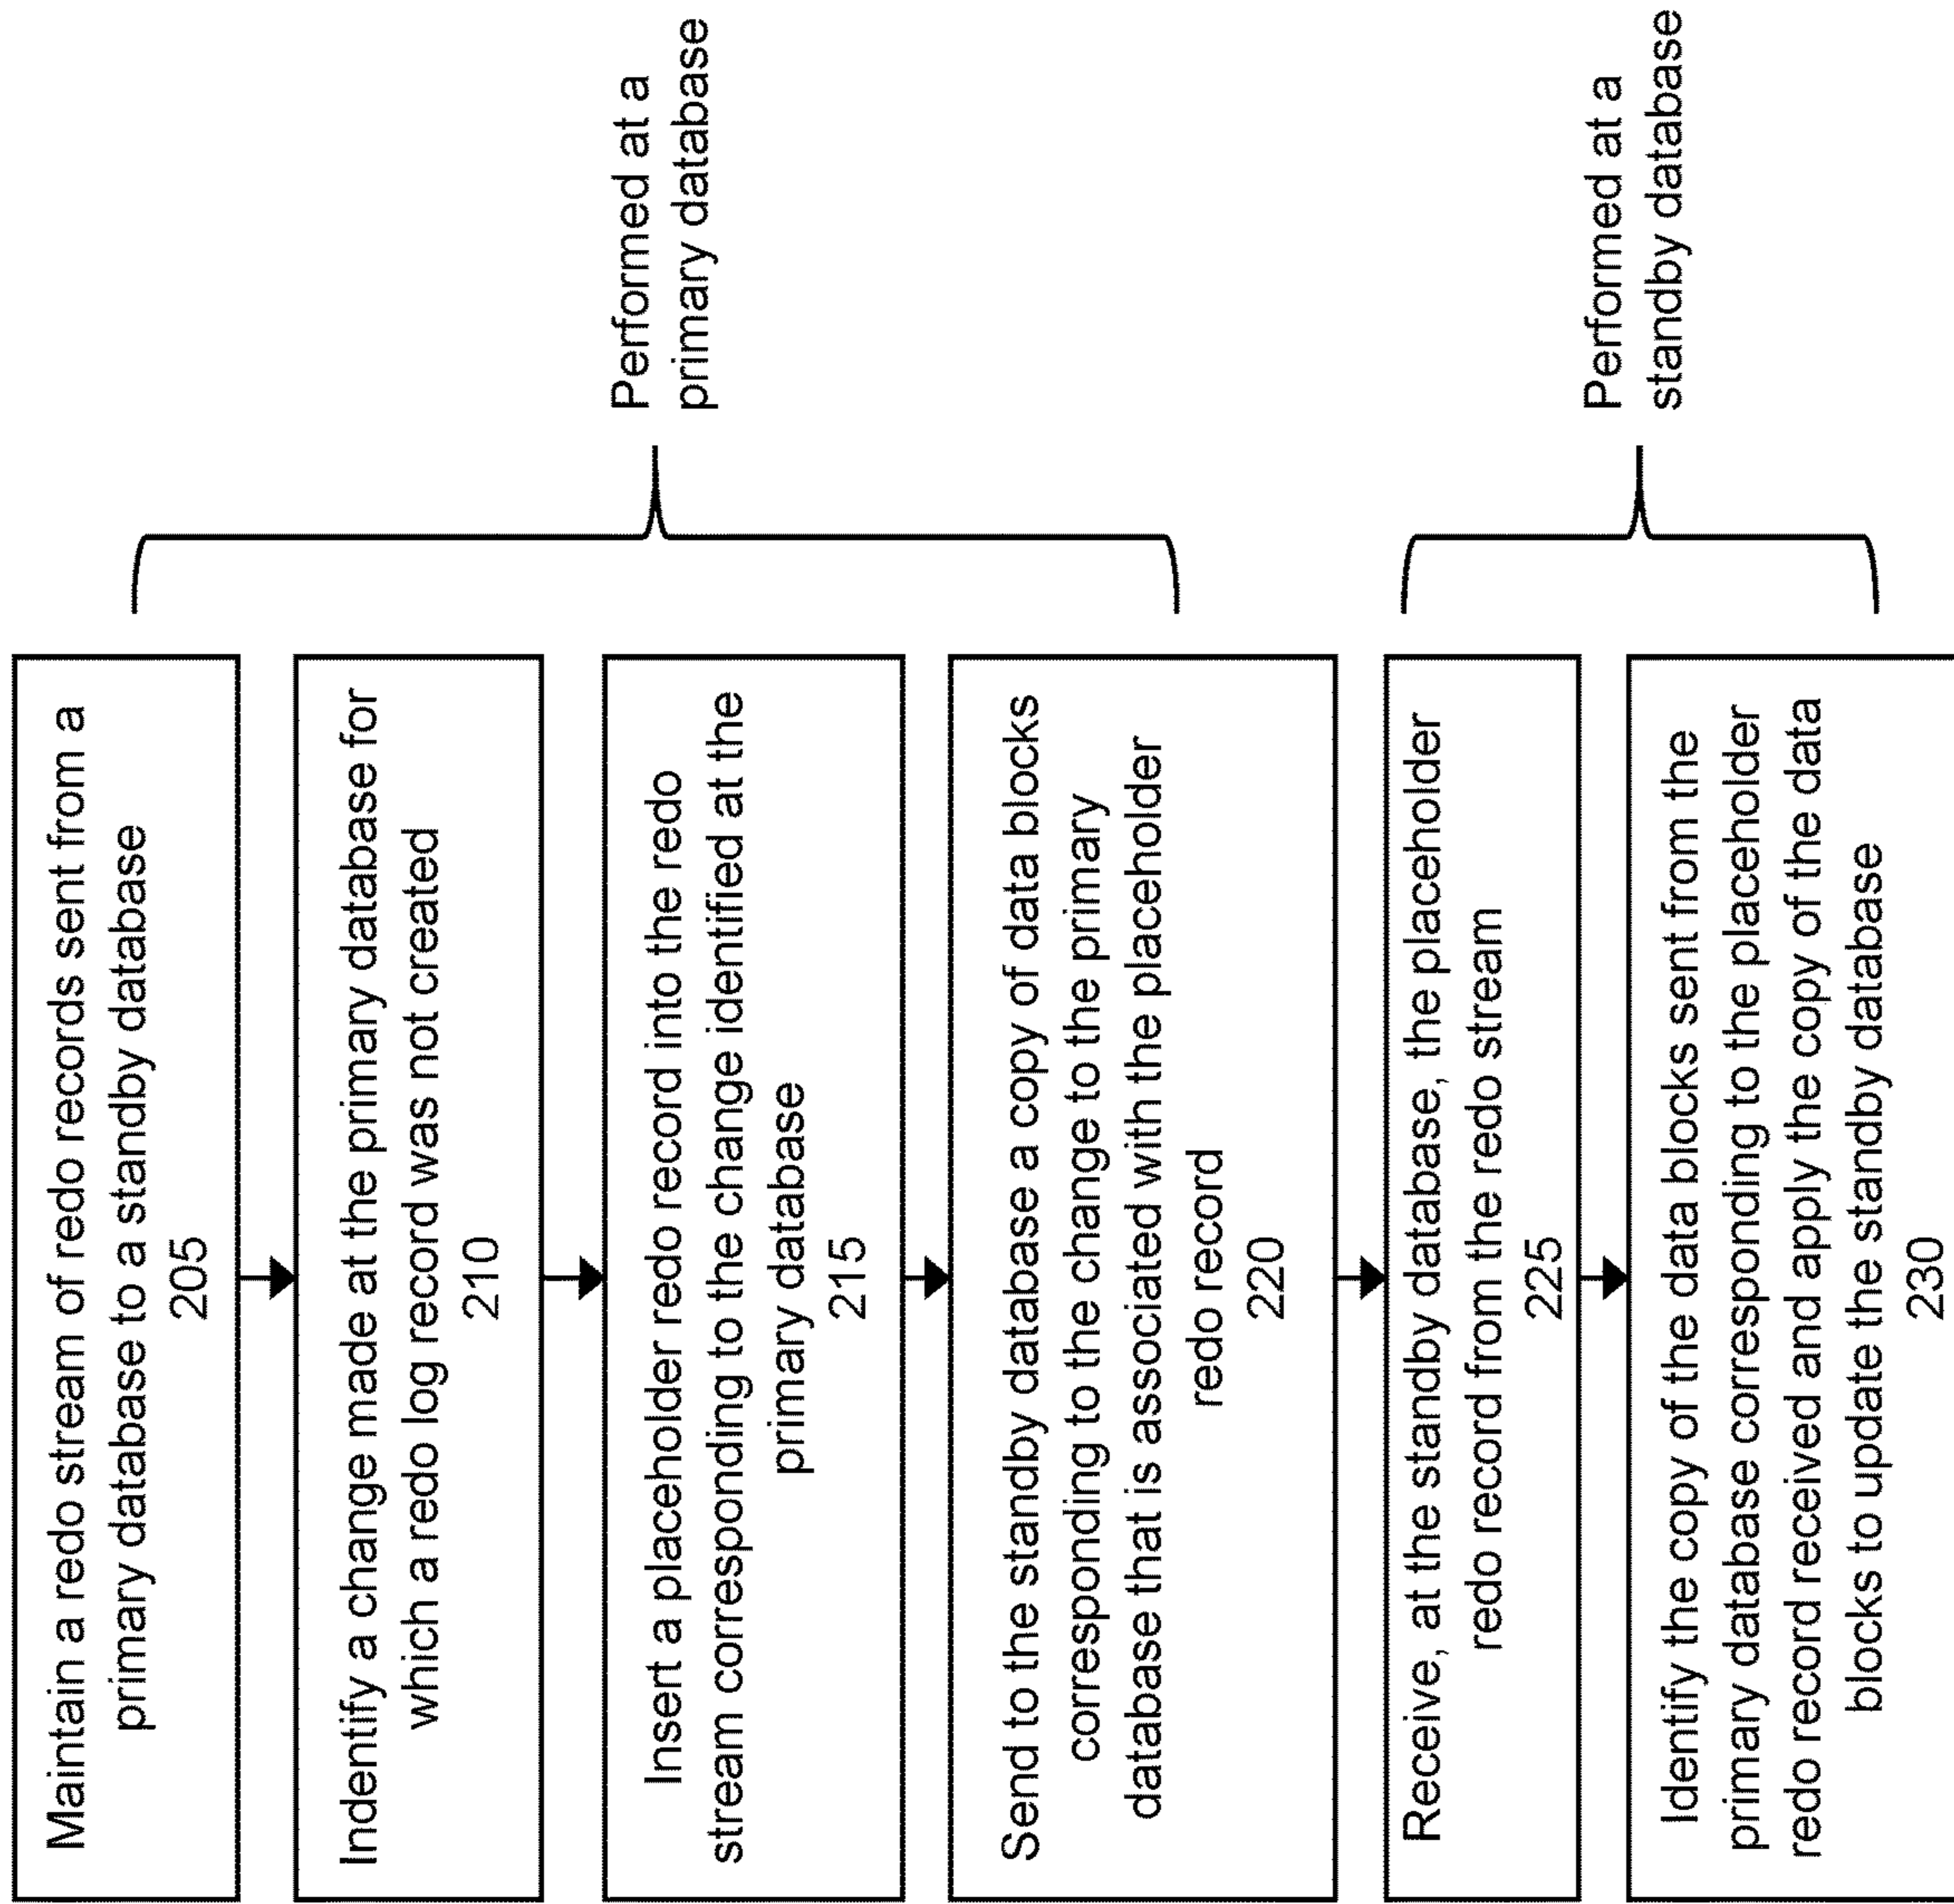 Maintain a redo stream of redo records sent from a
primary database to a standby database
205
Indentify a change made at the primary database for
which a redo log record was not created
210
Insert a placeholder redo record into the redo
stream corresponding to the change identified at the
primary database
215
Send to the standby database a copy of data blocks
corresponding to the change to the primary
database that is associated with the placeholder
redo record
220
Performed at a
primary database
Receive, at the standby database, the placeholder
redo record from the redo stream
225
Identify the copy of the data blocks sent from the
primary database corresponding to the placeholder
redo record received and apply the copy of the data
blocks to update the standby database
230
Performed at a
standby database